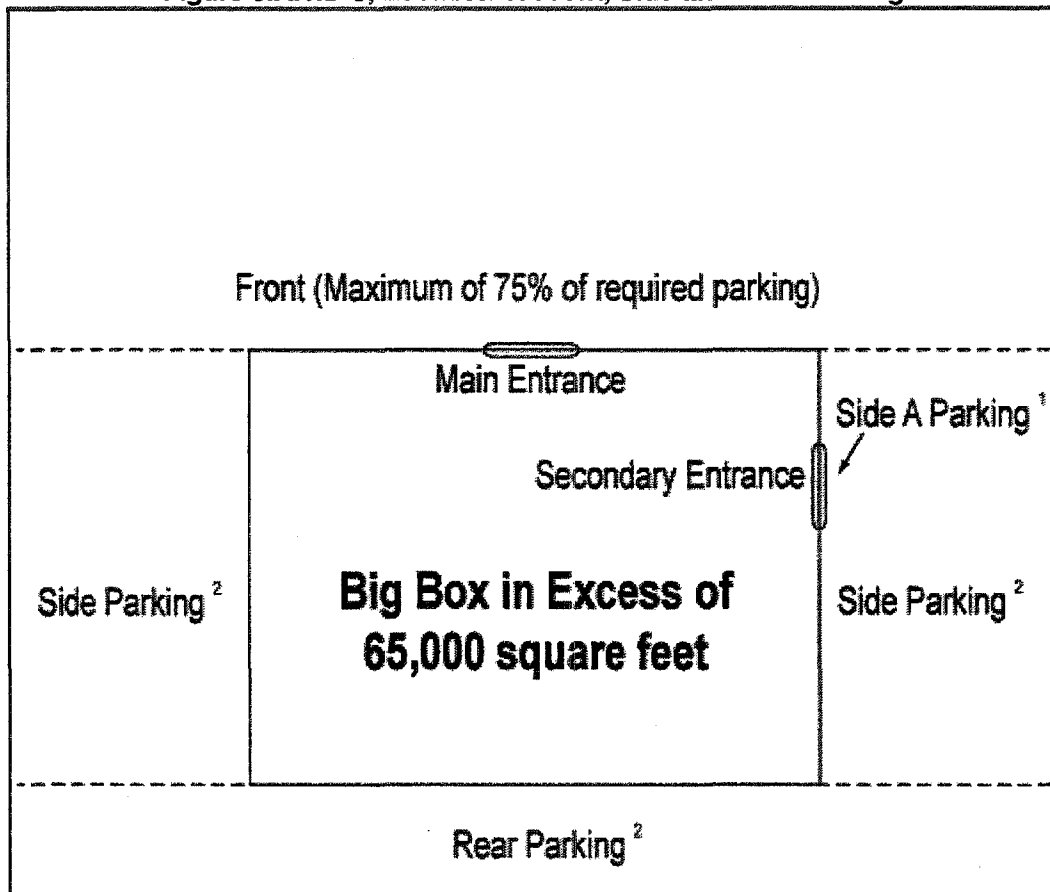 Figure
Front (Maximum of 75% of required parking)
Main Entrance
Side A Parking ¹
Secondary Entrance
Side Parking ²
Big Box in Excess of
65,000 square feet
Side Parking ²
Rear Parking ²